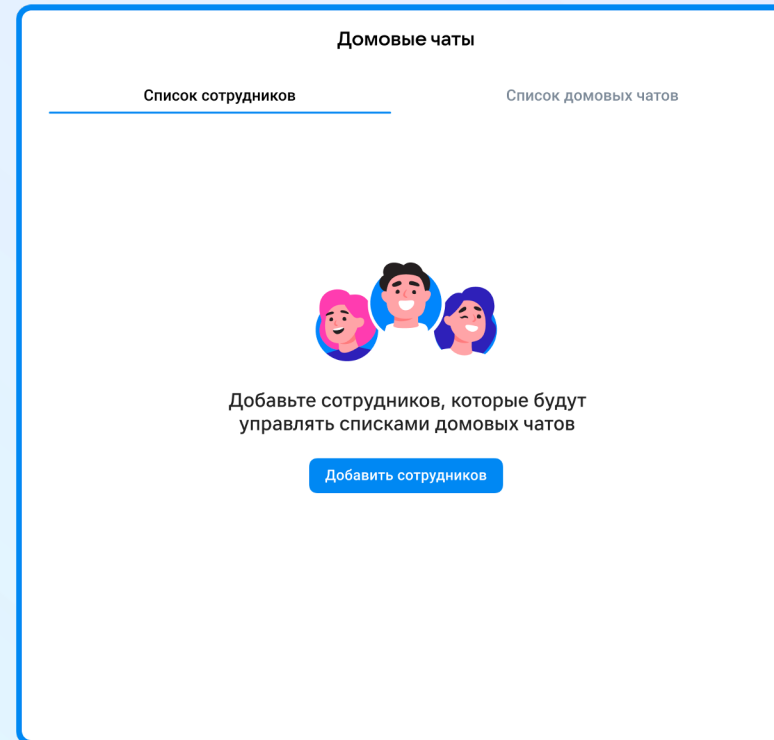 Домовые чаты
Список сотрудников
Список домовых чатов
Добавьте сотрудников, которые будут
управлять списками домовых чатов
Добавить сотрудников